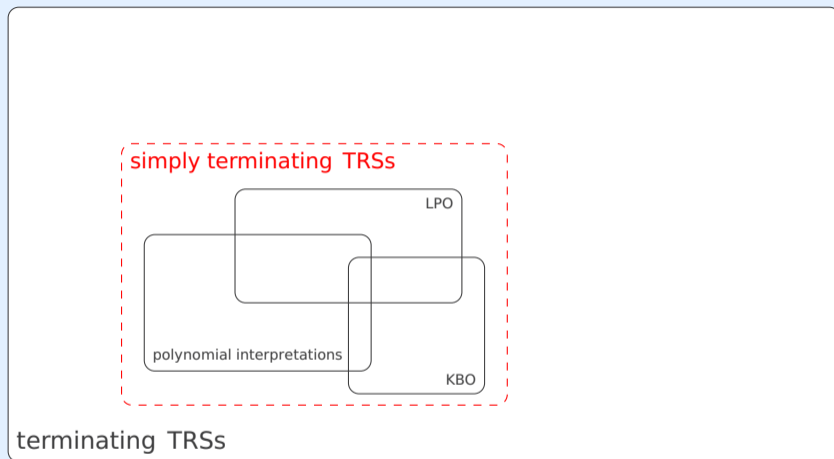 simply terminating TRSs
LPO
polynomial interpretations
KBO
terminating TRSs